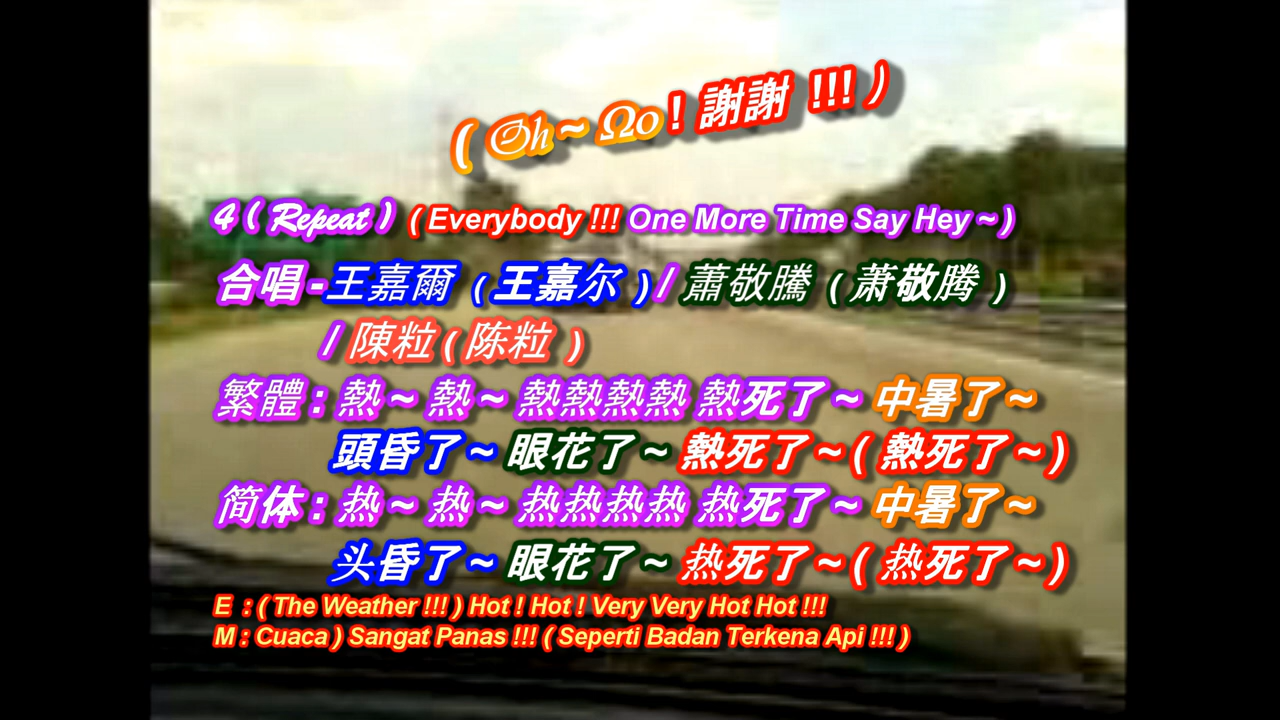 ( Oh ~ No ! 謝謝 !!! )
4 ( Repeat ) ( Everybody !!! One More Time Say Hey ~ )
合唱 - 王嘉爾 ( 王嘉尔 ) / 蕭敬騰 ( 萧敬腾 )
/ 陳粒 ( 陈粒 )
繁體 : 熱 ~ 熱 ~ 熱熱熱熱 熱死了 ~ 中暑了 ~
頭昏了 ~ 眼花了 ~ 熱死了 ~ ( 熱死了 ~ )
简体 : 热 ~ 热 ~ 热热热热 热死了 ~ 中暑了 ~
头昏了 ~ 眼花了 ~ 热死了 ~ ( 热死了 ~ )
E : ( The Weather !!! ) Hot ! Hot ! Very Very Hot Hot !!!
M : Cuaca ) Sangat Panas !!! ( Seperti Badan Terkena Api !!! )